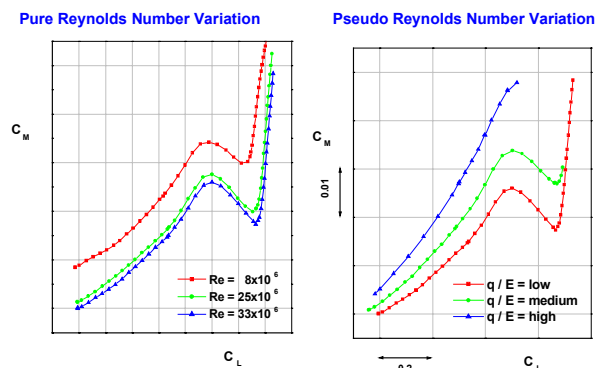 Pure Reynolds Number Variation
C M
Re = 8x10 6
Re = 25x10 6
Re = 33x10 6
C L
Pseudo Reynolds Number Variation
C M
0.01
q / E = low
q / E = medium
q / E = high
0.2
C L